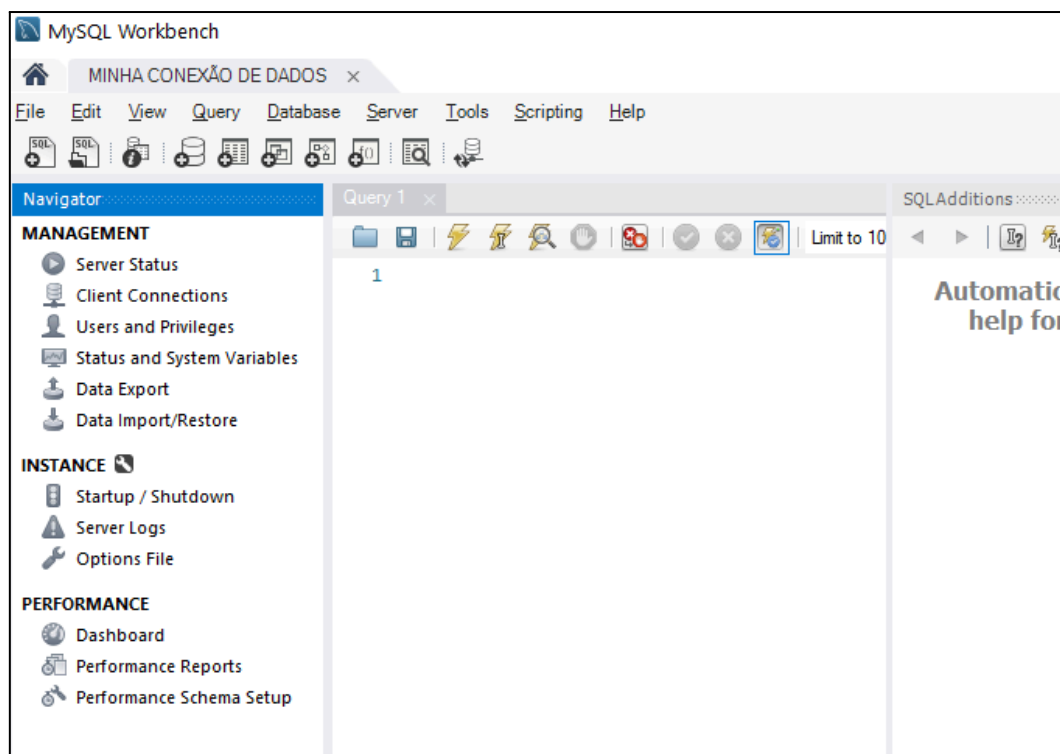 MySQL Workbench
MINHA CONEXÃO DE DADOS ×
File Edit View Query Database Server Tools Scripting Help
Navigator
MANAGEMENT
Server Status
Client Connections
Users and Privileges
Status and System Variables
Data Export
Data Import/Restore
INSTANCE
Startup / Shutdown
Server Logs
Options File
PERFORMANCE
Dashboard
Performance Reports
Performance Schema Setup
Query 1 ×
Limit to 10
1
SQLAdditions
Automatic
help for